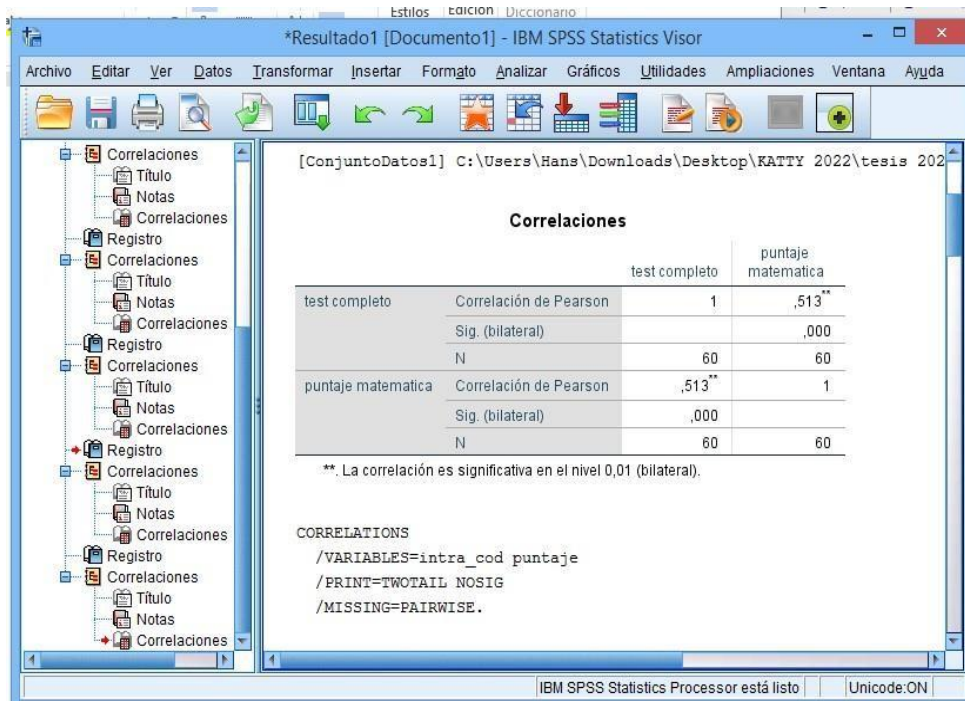 Estilos Edición Diccionario
*Resultado1 [Documento1] - IBM SPSS Statistics Visor
Archivo Editar Ver Datos Transformar Insertar Formato Analizar Gráficos Utilidades Ampliaciones Ventana Ayuda
Correlaciones
Título
Notas
Correlaciones
Registro
Correlaciones
Título
Notas
Correlaciones
Registro
Correlaciones
Título
Notas
Correlaciones
Registro
Correlaciones
Título
Notas
Correlaciones
Registro
Correlaciones
Título
Notas
Correlaciones
[ConjuntoDatos1] C:\Users\Hans\Downloads\Desktop\KATTY 2022\tesis 202
Correlaciones
test completo puntaje matematica
test completo Correlación de Pearson 1 ,513**
Sig. (bilateral) ,000
N 60 60
puntaje matematica Correlación de Pearson ,513** 1
Sig. (bilateral) ,000
N 60 60
**. La correlación es significativa en el nivel 0,01 (bilateral).
CORRELATIONS
/VARIABLES=intra_cod puntaje
/PRINT=TWOTAIL NOSIG
/MISSING=PAIRWISE.
IBM SPSS Statistics Processor está listo Unicode:ON